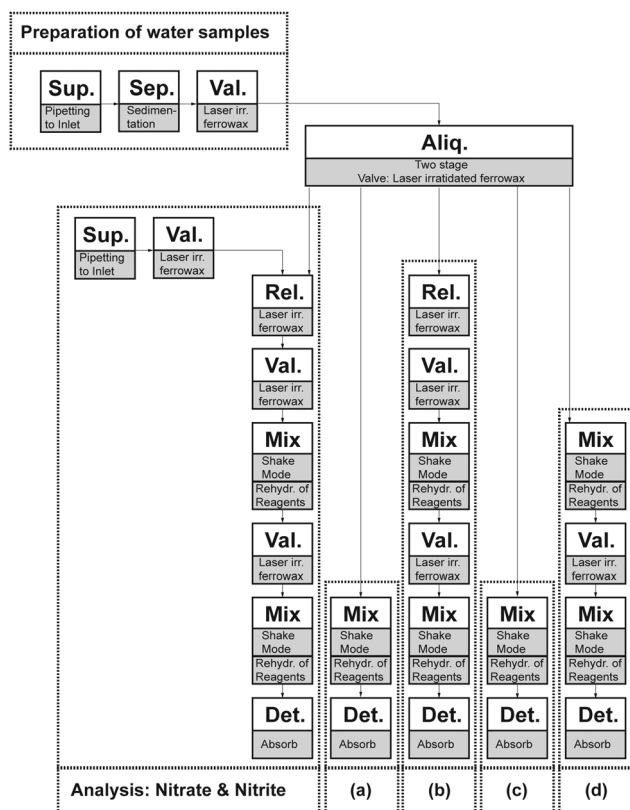 Preparation of water samples
Sup.
Pipetting
to Inlet
Sep.
Sedimen-
tation
Val.
Laser irr.
ferrowax
Aliq.
Two stage
Valve: Laser irratidated ferrowax
Sup.
Pipetting
to Inlet
Val.
Laser irr.
ferrowax
Rel.
Laser irr.
ferrowax
Val.
Laser irr.
ferrowax
Mix
Shake
Mode
Rehydr. of
Reagents
Val.
Laser irr.
ferrowax
Mix
Shake
Mode
Rehydr. of
Reagents
Det.
Absorb
Analysis: Nitrate & Nitrite
Mix
Shake
Mode
Rehydr. of
Reagents
Det.
Absorb
(a)
Rel.
Laser irr.
ferrowax
Val.
Laser irr.
ferrowax
Mix
Shake
Mode
Rehydr. of
Reagents
Val.
Laser irr.
ferrowax
Mix
Shake
Mode
Rehydr. of
Reagents
Det.
Absorb
(b)
Mix
Shake
Mode
Rehydr. of
Reagents
Det.
Absorb
(c)
Mix
Shake
Mode
Rehydr. of
Reagents
Val.
Laser irr.
ferrowax
Mix
Shake
Mode
Rehydr. of
Reagents
Det.
Absorb
(d)